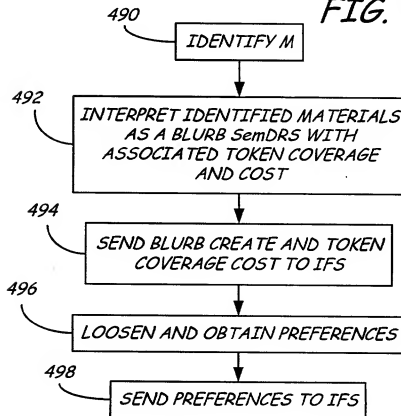 FIG.
490
IDENTIFY M
492
INTERPRET IDENTIFIED MATERIALS
AS A BLURB SemDRS WITH
ASSOCIATED TOKEN COVERAGE
AND COST
494
SEND BLURB CREATE AND TOKEN
COVERAGE COST TO IFS
496
LOOSEN AND OBTAIN PREFERENCES
498
SEND PREFERENCES TO IFS